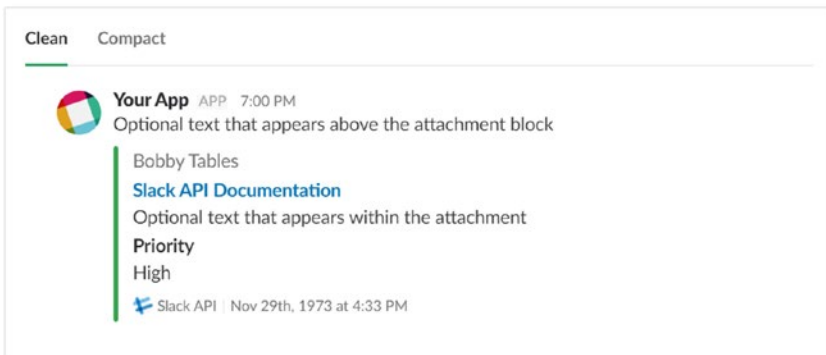 Clean Compact
Your App APP 7:00 PM
Optional text that appears above the attachment block
Bobby Tables
Slack API Documentation
Optional text that appears within the attachment
Priority
High
Slack API | Nov 29th, 1973 at 4:33 PM